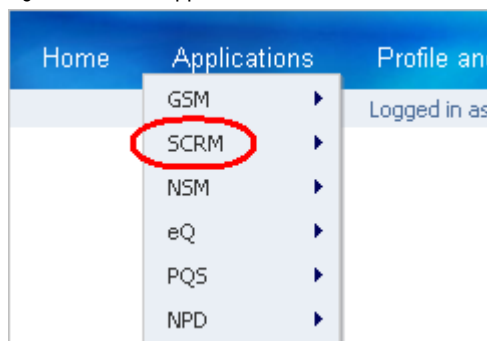 Home Applications Profile an
Logged in as
GSM
SCRM
NSM
eQ
PQS
NPD